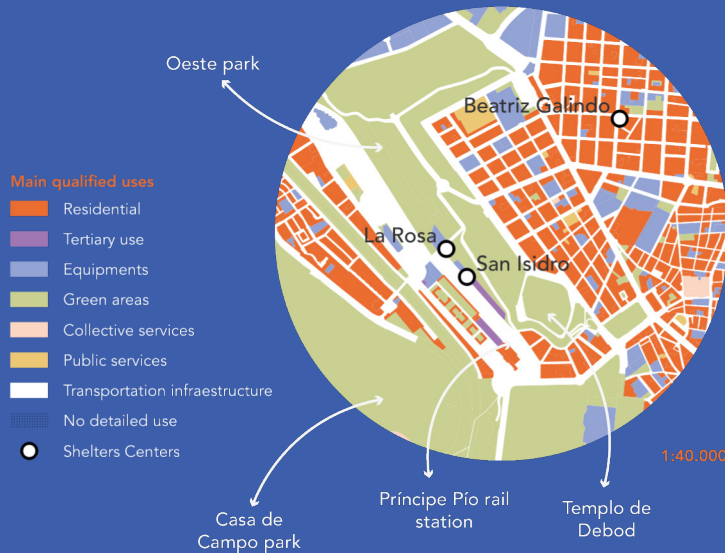 Oeste park
Beatriz Galindo
Main qualified uses
Residential
Tertiary use
Equipments
Green areas
Collective services
Public services
Transportation infraestructure
No detailed use
Shelters Centers
La Rosa
San Isidro
1:40.000
Casa de
Campo park
Príncipe Pío rail
station
Templo de
Debod